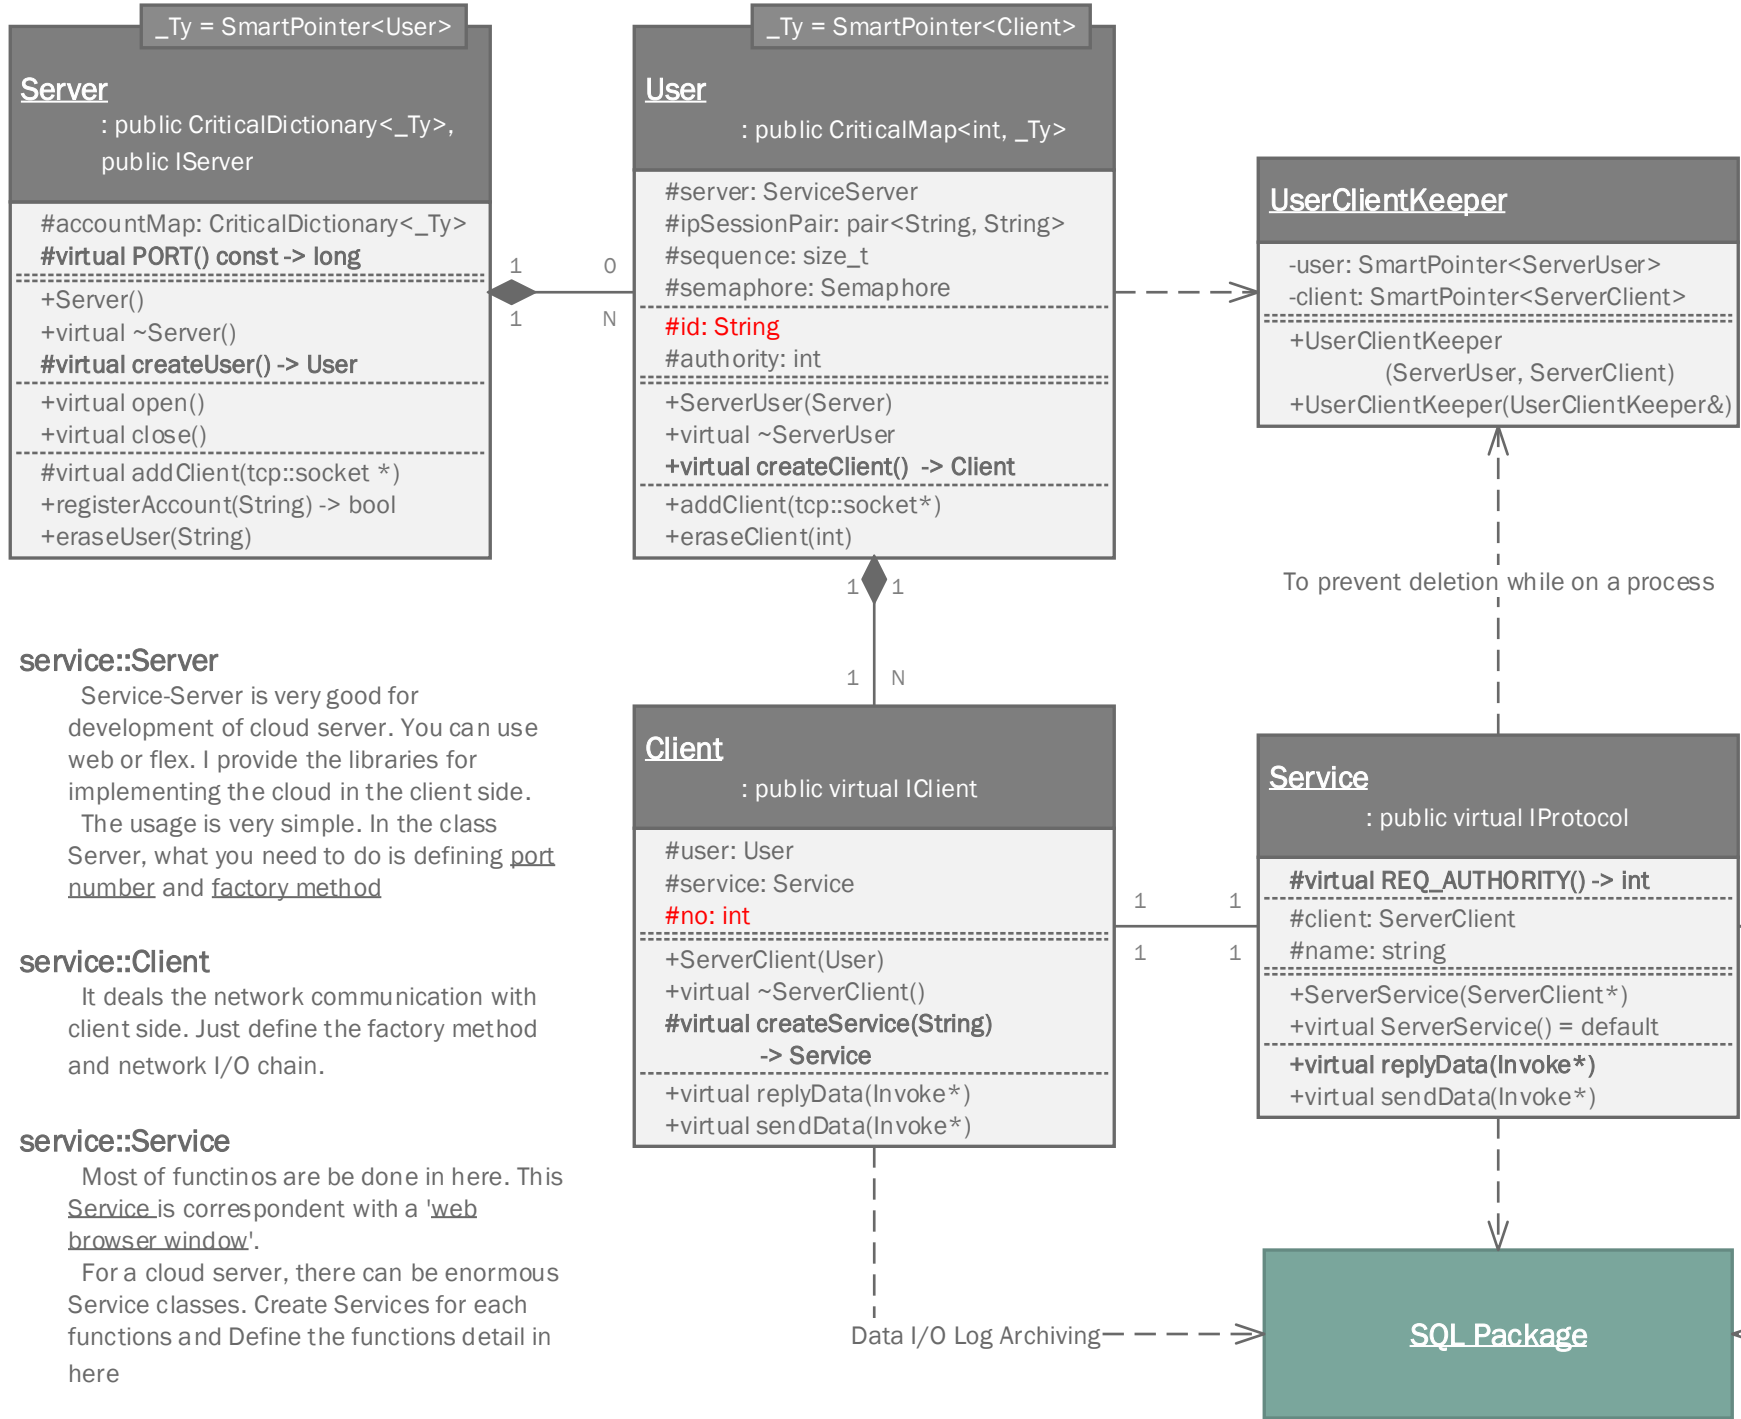 _Ty = SmartPointer<User>
Server
: public CriticalDictionary<_Ty>,
public IServer
#accountMap: CriticalDictionary<_Ty>
#virtual PORT() const -> long
+Server()
+virtual ~Server()
#virtual createUser() -> User
+virtual open()
+virtual close()
#virtual addClient(tcp::socket *)
+registerAccount(String) -> bool
+eraseUser(String)
1
0
1
N
_Ty = SmartPointer<Client>
User
: public CriticalMap<int, _Ty>
#server: ServiceServer
#ipSessionPair: pair<String, String>
#sequence: size_t
#semaphore: Semaphore
#id: String
#authority: int
+ServerUser(Server)
+virtual ~ServerUser
+virtual createClient() -> Client
+addClient(tcp::socket*)
+eraseClient(int)
UserClientKeeper
-user: SmartPointer<ServerUser>
-client: SmartPointer<ServerClient>
+UserClientKeeper
(ServerUser, ServerClient)
+UserClientKeeper(UserClientKeeper&)
To prevent deletion while on a process
1 1
1 N
service::Server
Service-Server is very good for
development of cloud server. You can use
web or flex. I provide the libraries for
implementing the cloud in the client side.
The usage is very simple. In the class
Server, what you need to do is defining port
number and factory method
service::Client
It deals the network communication with
client side. Just define the factory method
and network I/O chain.
service::Service
Most of functinos are be done in here. This
Service is correspondent with a 'web
browser window'.
For a cloud server, there can be enormous
Service classes. Create Services for each
functions and Define the functions detail in
here
Client
: public virtual IClient
#user: User
#service: Service
#no: int
+ServerClient(User)
+virtual ~ServerClient()
#virtual createService(String)
-> Service
+virtual replyData(Invoke*)
+virtual sendData(Invoke*)
1 1
1 1
Service
: public virtual IProtocol
#virtual REQ_AUTHORITY() -> int
#client: ServerClient
#name: string
+ServerService(ServerClient*)
+virtual ServerService() = default
+virtual replyData(Invoke*)
+virtual sendData(Invoke*)
Data I/O Log Archiving
SQL Package